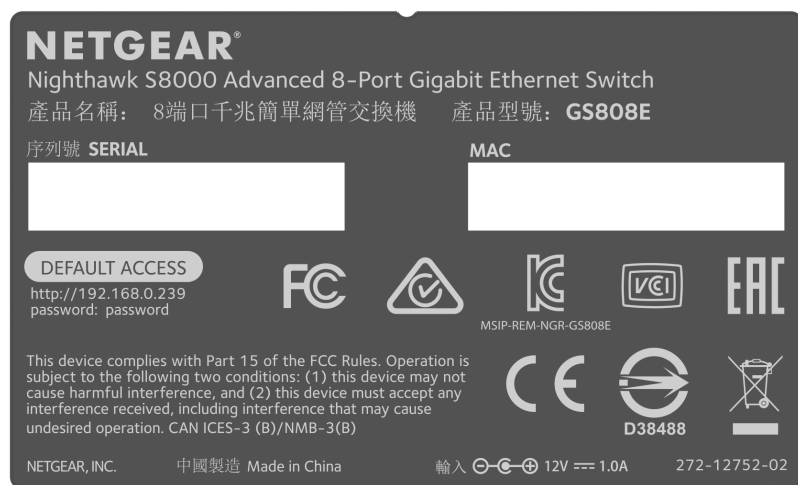 NETGEAR®
Nighthawk S8000 Advanced 8-Port Gigabit Ethernet Switch
產品名稱： 8端口千兆簡單網管交換機 產品型號：GS808E
序列號 SERIAL
MAC
DEFAULT ACCESS
http://192.168.0.239
password: password
FC
VCI
EAC
MSIP-REM-NGR-GS808E
This device complies with Part 15 of the FCC Rules. Operation is
subject to the following two conditions: (1) this device may not
cause harmful interference, and (2) this device must accept any
interference received, including interference that may cause
undesired operation. CAN ICES-3 (B)/NMB-3(B)
CE
D38488
NETGEAR, INC. 中國製造 Made in China 輸入 12V 1.0A 272-12752-02